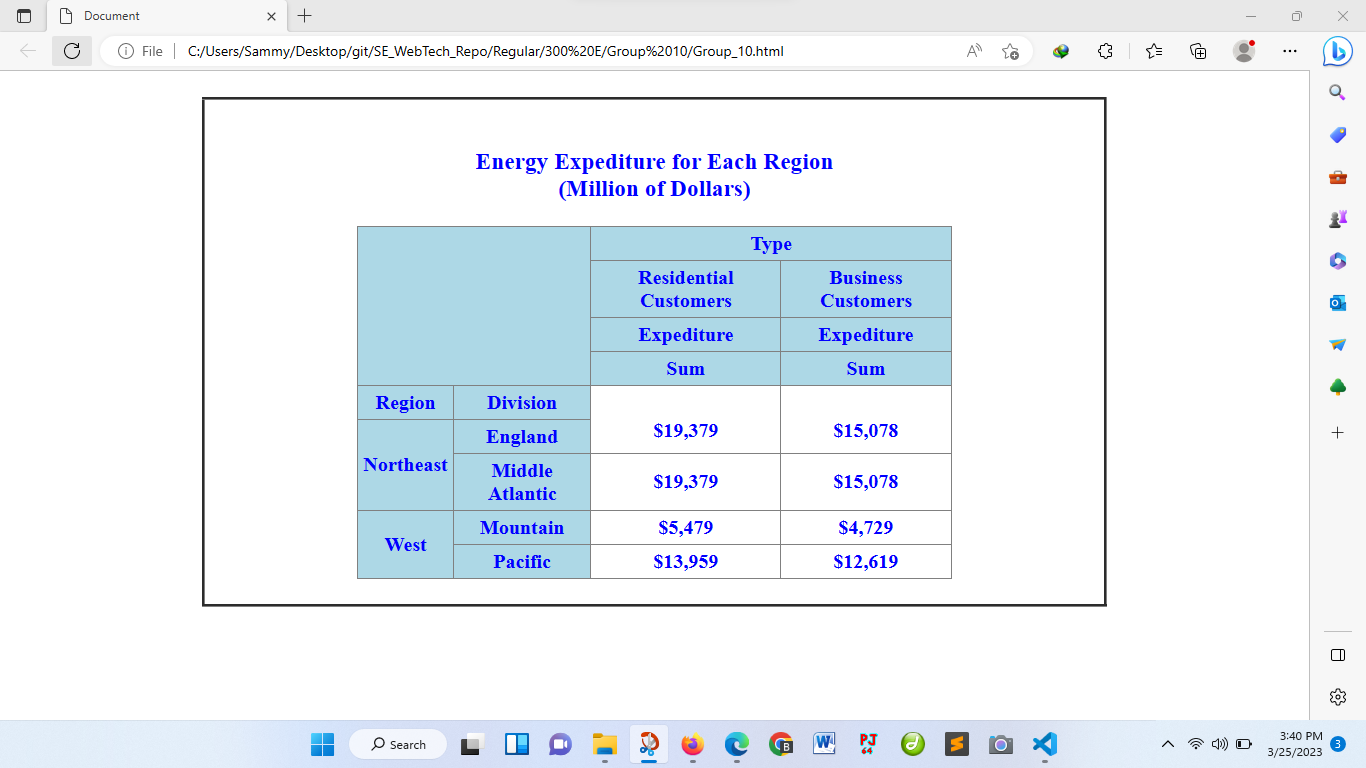 Document
File
C:/Users/Sammy/Desktop/git/SE_WebTech_Repo/Regular/300%20E/Group%2010/Group_10.html
Energy Expediture for Each Region
(Million of Dollars)
Type
Residential
Customers
Business
Customers
Expediture
Expediture
Sum
Sum
Region
Division
Northeast
England
$19,379
$15,078
Middle
Atlantic
$19,379
$15,078
West
Mountain
$5,479
$4,729
Pacific
$13,959
$12,619
Search
3:40 PM
3/25/2023
3